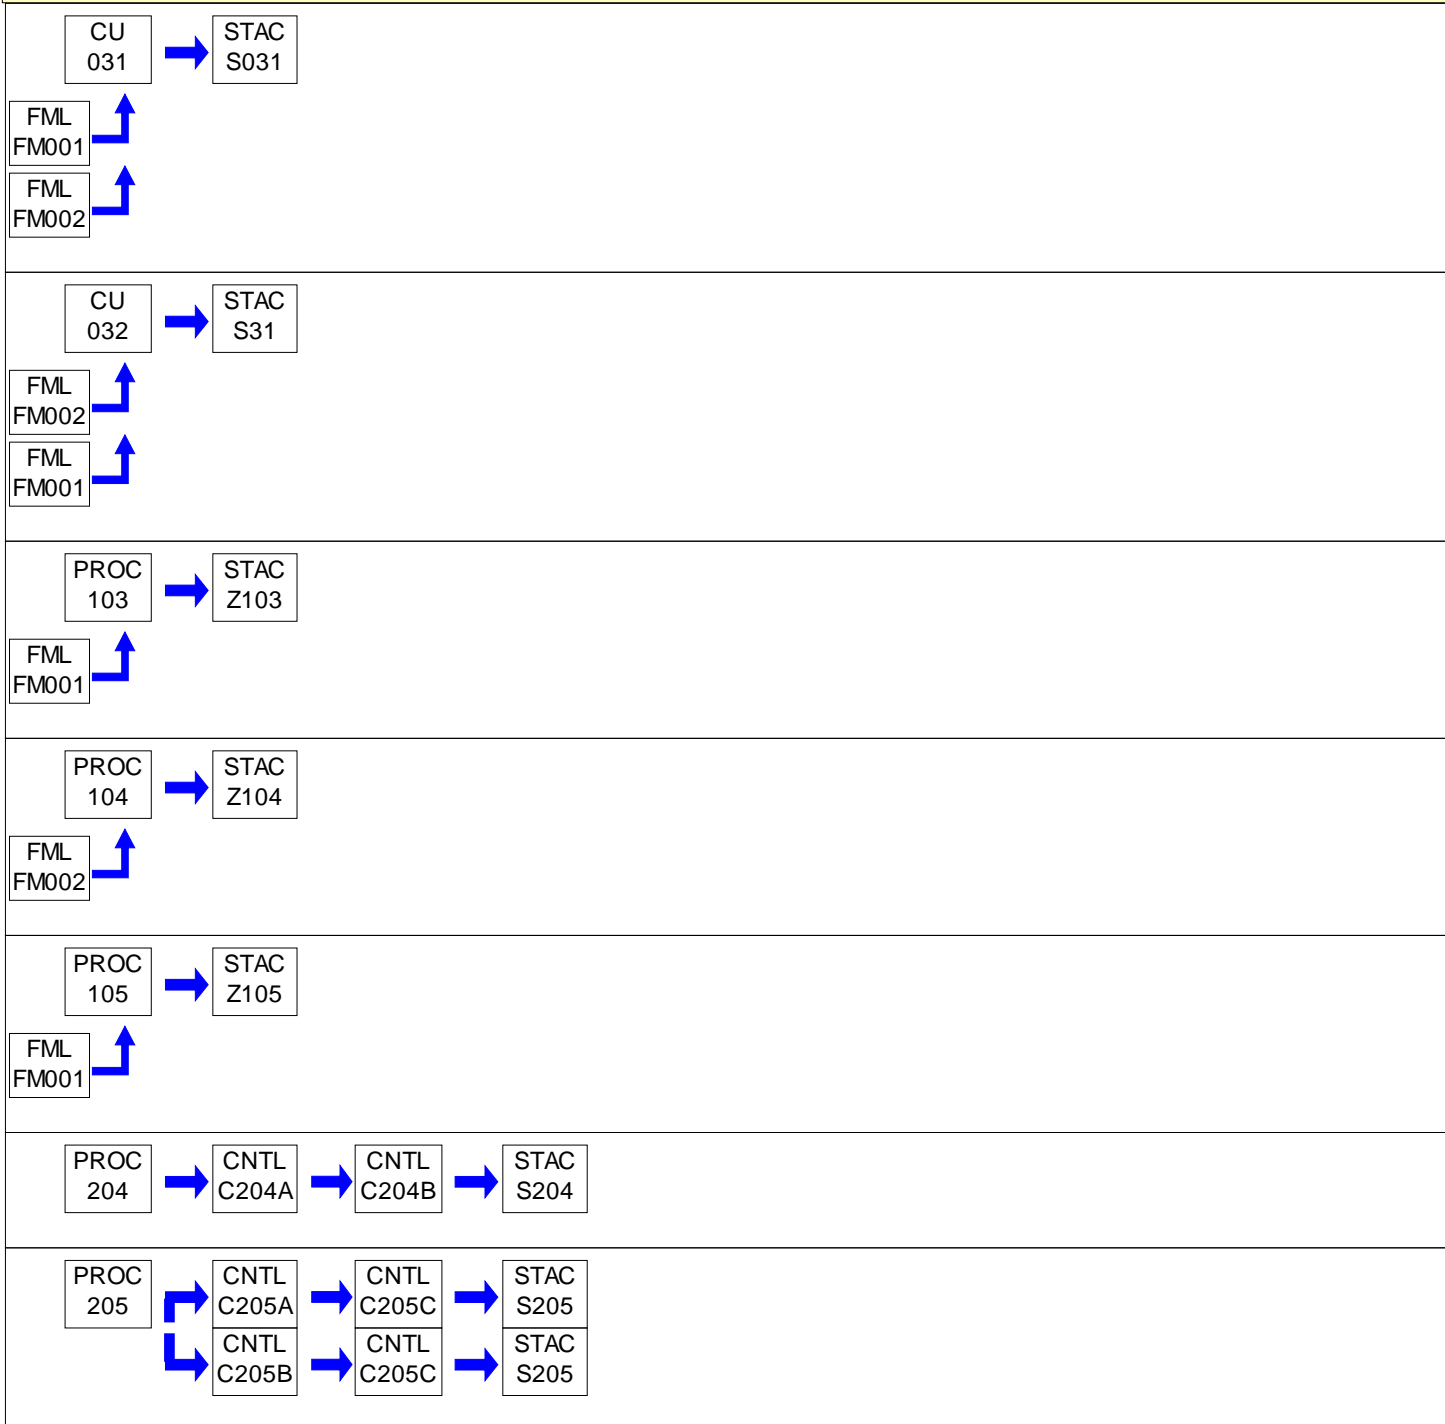 CU
031
STAC
S031
FML
FM001
FML
FM002
CU
032
STAC
S31
FML
FM002
FML
FM001
PROC
103
STAC
Z103
FML
FM001
PROC
104
STAC
Z104
FML
FM002
PROC
105
STAC
Z105
FML
FM001
PROC
204
CNTL
C204A
CNTL
C204B
STAC
S204
PROC
205
CNTL
C205A
CNTL
C205C
STAC
S205
CNTL
C205B
CNTL
C205C
STAC
S205